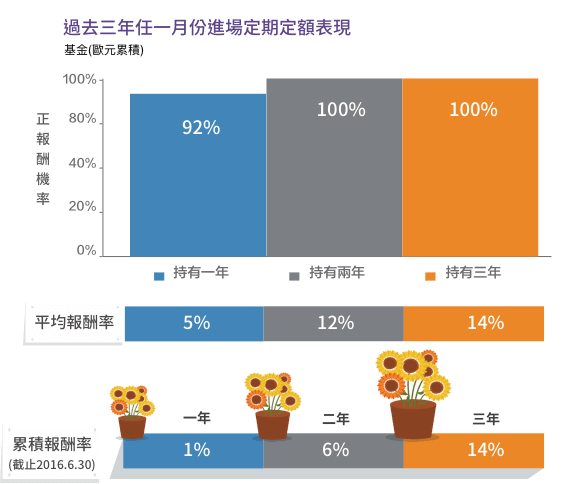 過去三年任一月份進場定期定額表現
基金(歐元累積)
正報酬機率
100%
80%
40%
20%
0%
92%
100%
100%
持有一年
持有兩年
持有三年
平均報酬率
5%
12%
14%
一年
二年
三年
累積報酬率
(截止2016.6.30)
1%
6%
14%